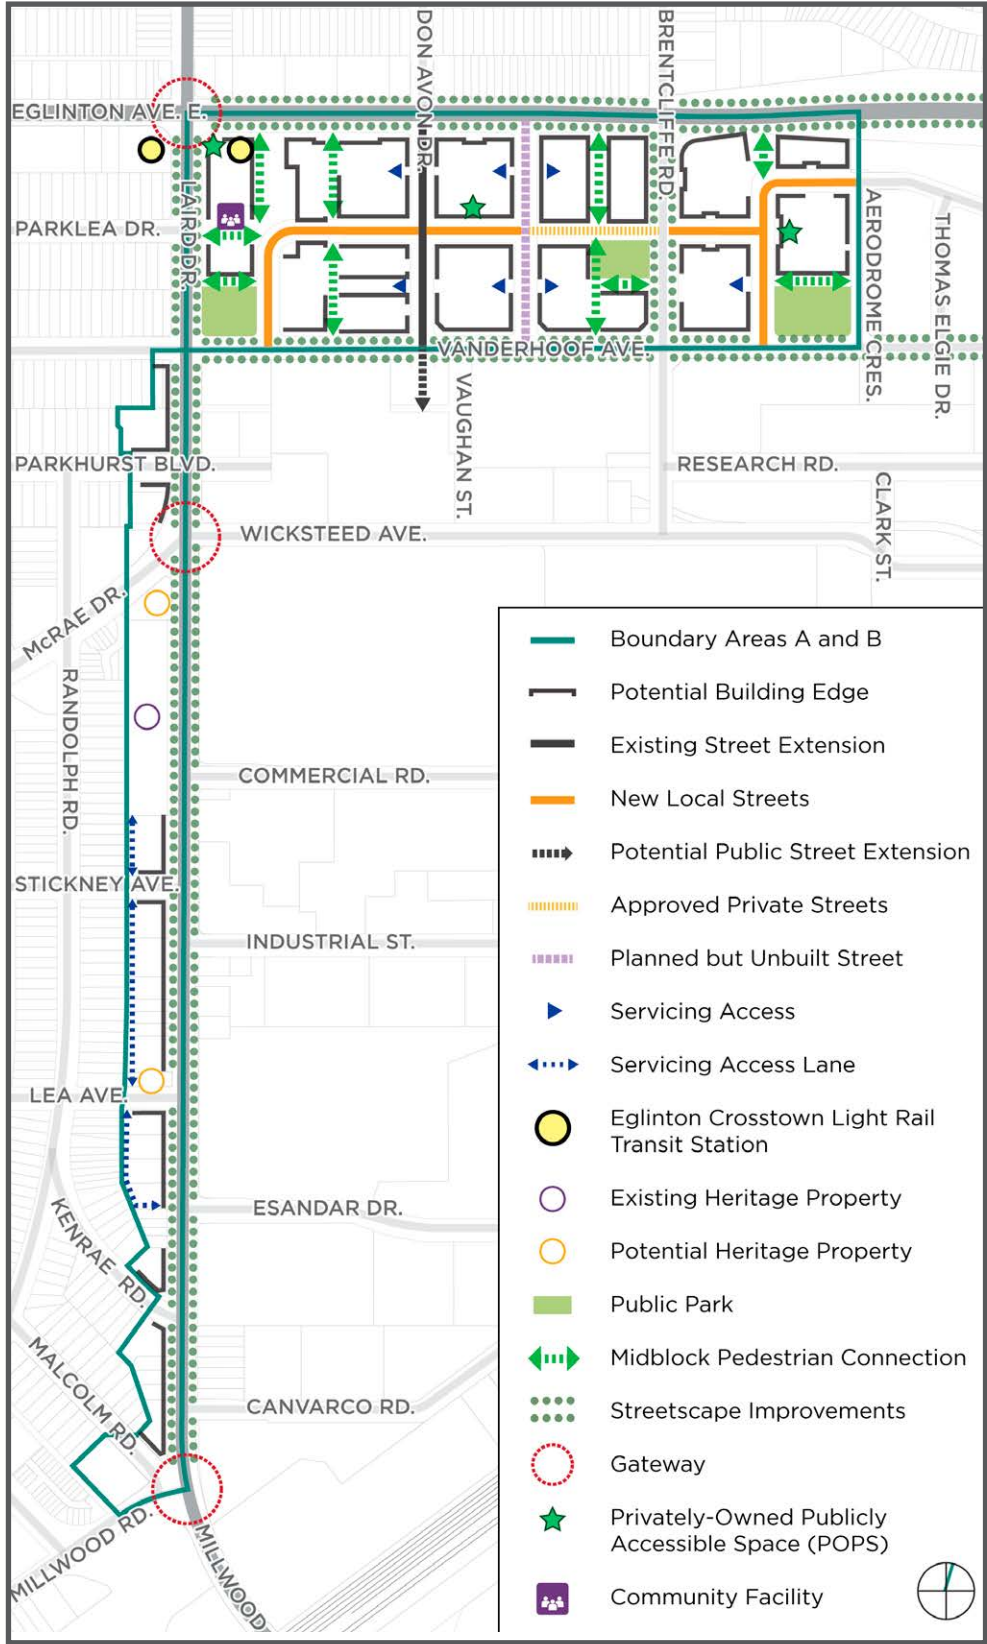 DON AVON DR.
BRENTCLIFFE RD.
EGLINTON AVE. E.
LAIRD DR.
PARKLEA DR.
AERODROME CRES.
THOMAS ELGIE DR.
VANDERHOOF AVE.
VAUGHAN ST.
PARKHURST BLVD.
RESEARCH RD.
CLARK ST.
WICKSTEED AVE.
McRAE DR.
RANDOLPH RD.
COMMERCIAL RD.
STICKNEY AVE.
INDUSTRIAL ST.
LEA AVE.
KENRAE RD.
ESANDAR DR.
MALCOLM RD.
CANVARCO RD.
MILLWOOD RD.
MILLWOOD
Boundary Areas A and B
Potential Building Edge
Existing Street Extension
New Local Streets
Potential Public Street Extension
Approved Private Streets
Planned but Unbuilt Street
Servicing Access
Servicing Access Lane
Eglinton Crosstown Light Rail
Transit Station
Existing Heritage Property
Potential Heritage Property
Public Park
Midblock Pedestrian Connection
Streetscape Improvements
Gateway
Privately-Owned Publicly
Accessible Space (POPS)
Community Facility